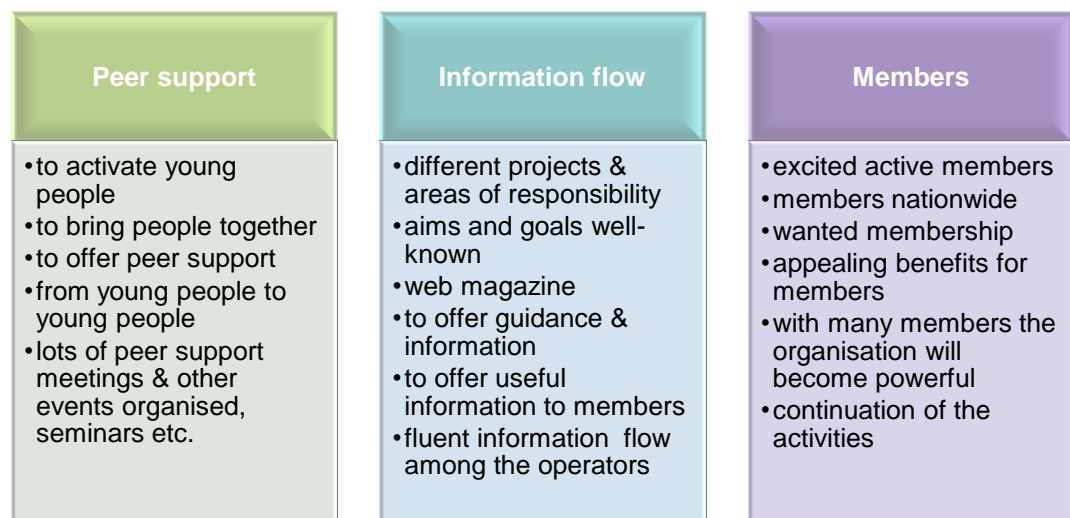 Peer support
•to activate young
people
•to bring people together
•to offer peer support
•from young people to
young people
•lots of peer support
meetings & other
events organised,
seminars etc.
Information flow
•different projects &
areas of responsibility
•aims and goals well-
known
•web magazine
•to offer guidance &
information
•to offer useful
information to members
•fluent information flow
among the operators
Members
•excited active members
•members nationwide
•wanted membership
•appealing benefits for
members
•with many members the
organisation will
become powerful
•continuation of the
activities